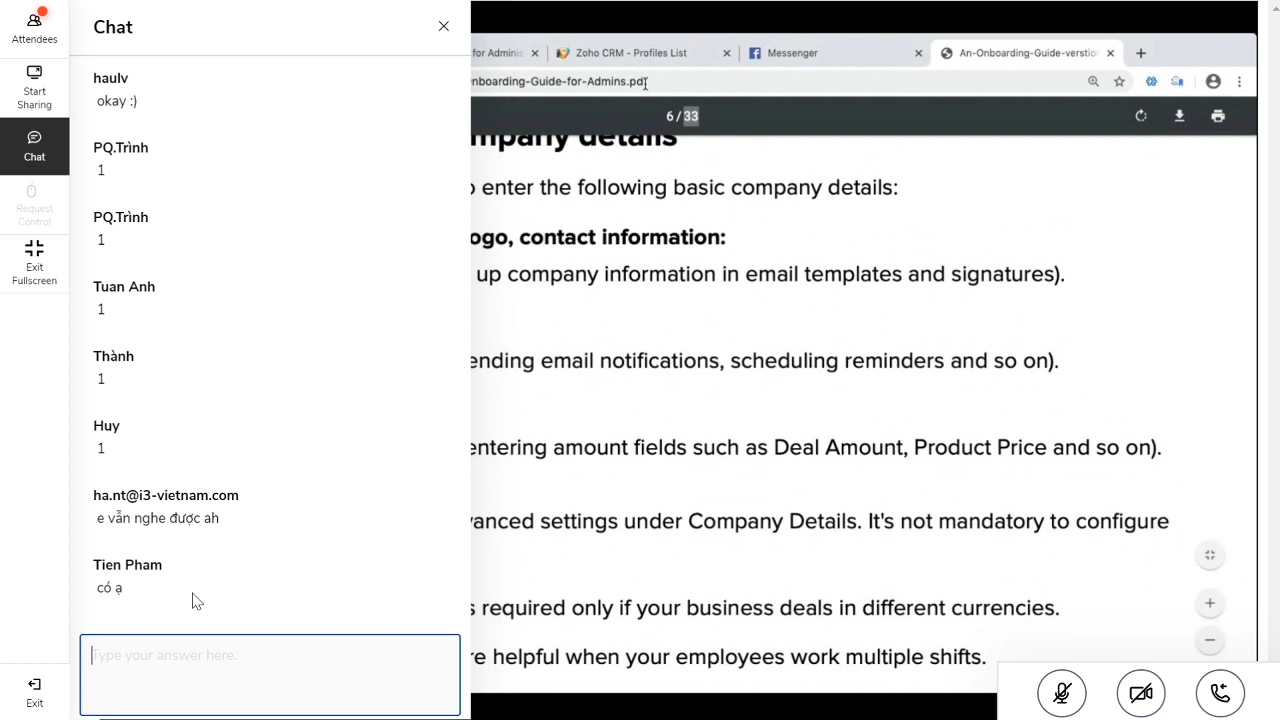 Attendees
Start
Sharing
Chat
Request
Control
Exit
Fullscreen
Exit
Chat
haulv
okay :)
PQ.Trình
1
PQ.Trình
1
Tuan Anh
1
Thành
1
Huy
1
ha.nt@i3-vietnam.com
e vẫn nghe được ah
Tien Pham
có ạ
Type your answer here.
for Adminis
Zoho CRM - Profiles List
Messenger
An-Onboarding-Guide-verstio
nboarding-Guide-for-Admins.pdf
6 / 33
mpany details
o enter the following basic company details:
ogo, contact information:
up company information in email templates and signatures).
ending email notifications, scheduling reminders and so on).
entering amount fields such as Deal Amount, Product Price and so on).
vanced settings under Company Details. It's not mandatory to configure
s required only if your business deals in different currencies.
re helpful when your employees work multiple shifts.